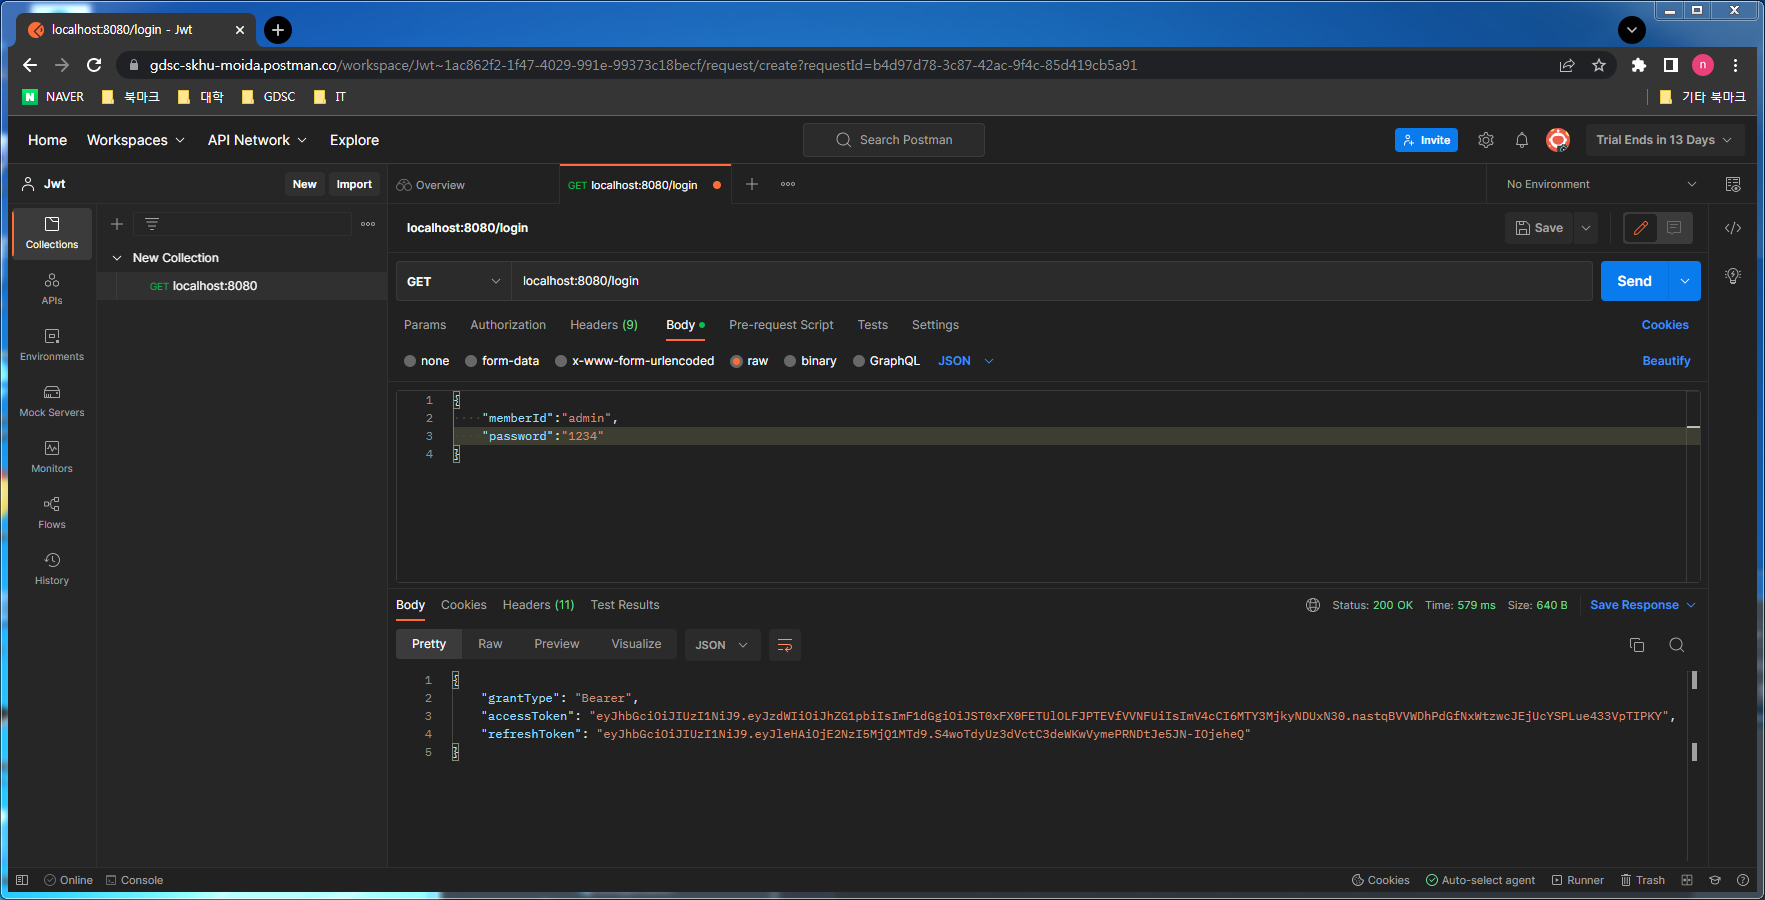 localhost:8080/login - Jwt
gdsc-skhu-moida.postman.co/workspace/Jwt~1ac862f2-1f47-4029-991e-99373c18becf/request/create?requestId=b4d97d78-3c87-42ac-9f4c-85d419cb5a91
n
N NAVER 북마크 대학 GDSC IT 기타 북마크
Home Workspaces API Network Explore Search Postman Invite Trial Ends in 13 Days
Jwt New Import Overview GET localhost:8080/login No Environment
Collections
localhost:8080/login Save
New Collection
GET localhost:8080
GET localhost:8080/login Send
APIs
Environments
Mock Servers
Monitors
Flows
History
Params Authorization Headers (9) Body Pre-request Script Tests Settings Cookies
none form-data x-www-form-urlencoded raw binary GraphQL JSON Beautify
1 {
2 "memberId":"admin",
3 "password":"1234"
4 }
Body Cookies Headers (11) Test Results Status: 200 OK Time: 579 ms Size: 640 B Save Response
Pretty Raw Preview Visualize JSON
1 {
2 "grantType": "Bearer",
3 "accessToken": "eyJhbGciOiJIUzI1NiJ9.eyJzdWIiOiJhZG1pbiIsImF1dGgiOiJST0xFX0FETUlOLFJPTEVfVVNFUiIsImV4cCI6MTY3MjkyNDUxN30.nastqBVVWDhPdGfNxWtzwcJEjUcYSPLue433VpTIPKY",
4 "refreshToken": "eyJhbGciOiJIUzI1NiJ9.eyJleHAiOjE2NzI5MjQ1MTd9.S4woTdyUz3dVctC3deWKwVymePRNDtJe5JN-IOjeheQ"
5 }
Online Console Cookies Auto-select agent Runner Trash